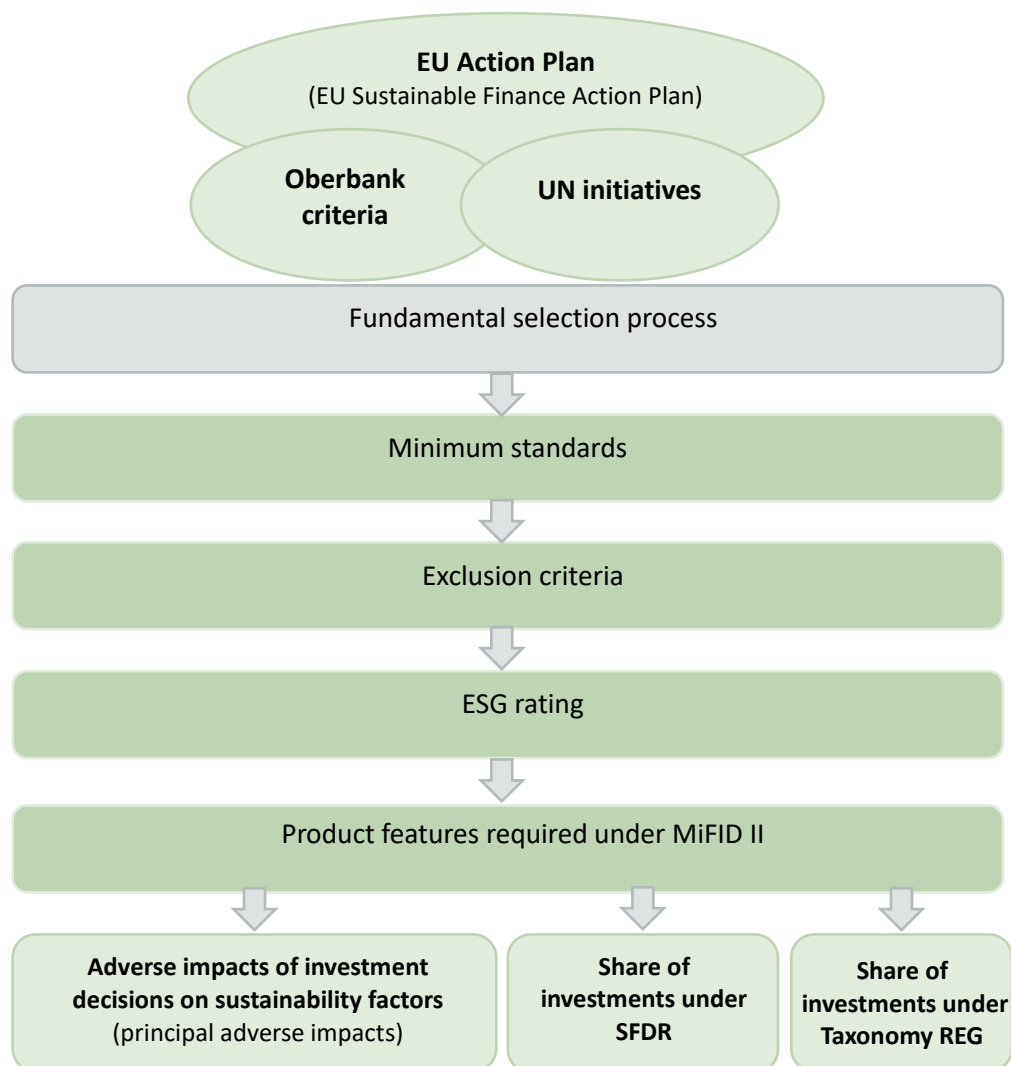 EU Action Plan
(EU Sustainable Finance Action Plan)
Oberbank
criteria
UN initiatives
Fundamental selection process
Minimum standards
Exclusion criteria
ESG rating
Product features required under MiFID II
Adverse impacts of investment
decisions on sustainability factors
(principal adverse impacts)
Share of
investments under
SFDR
Share of
investments under
Taxonomy REG